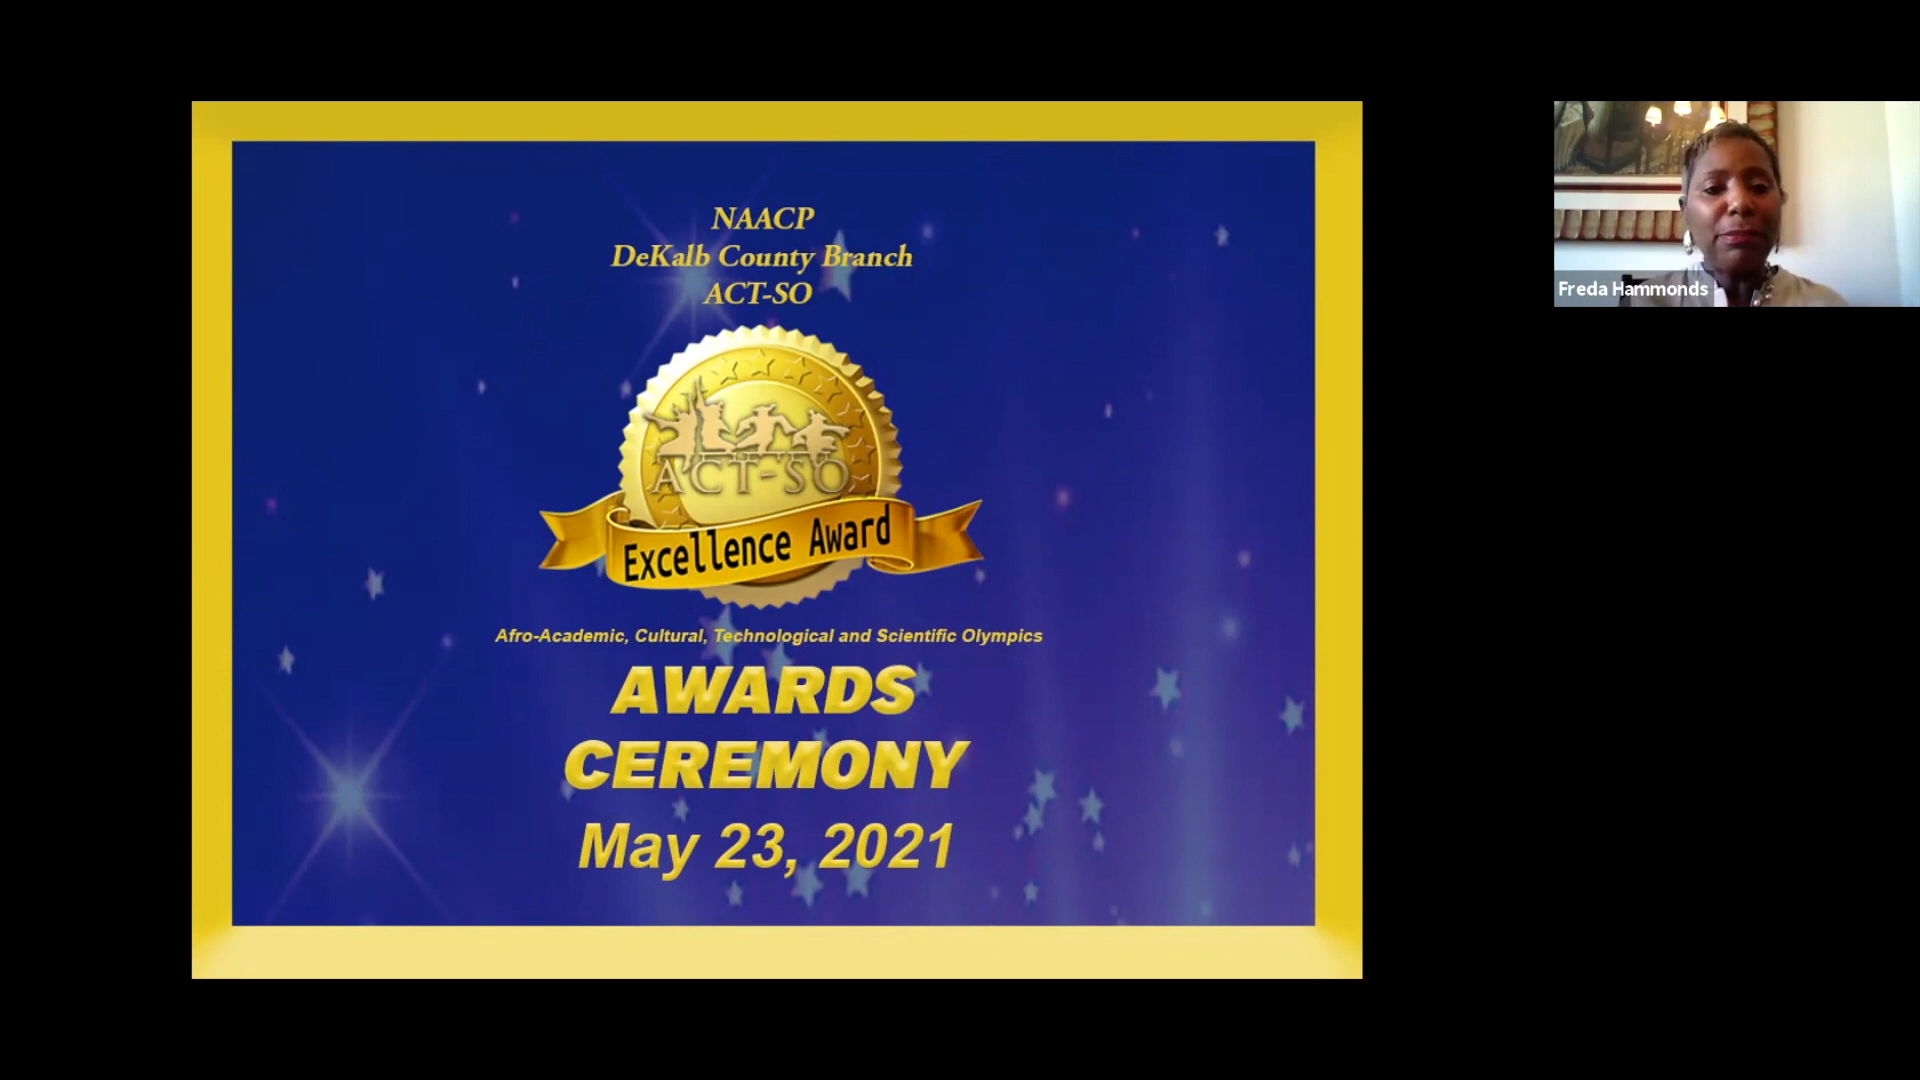 NAACP
DeKalb County Branch
ACT-SO
ACT-SO
Excellence Award
Afro-Academic, Cultural, Technological and Scientific Olympics
AWARDS
CEREMONY
May 23, 2021
Freda Hammonds